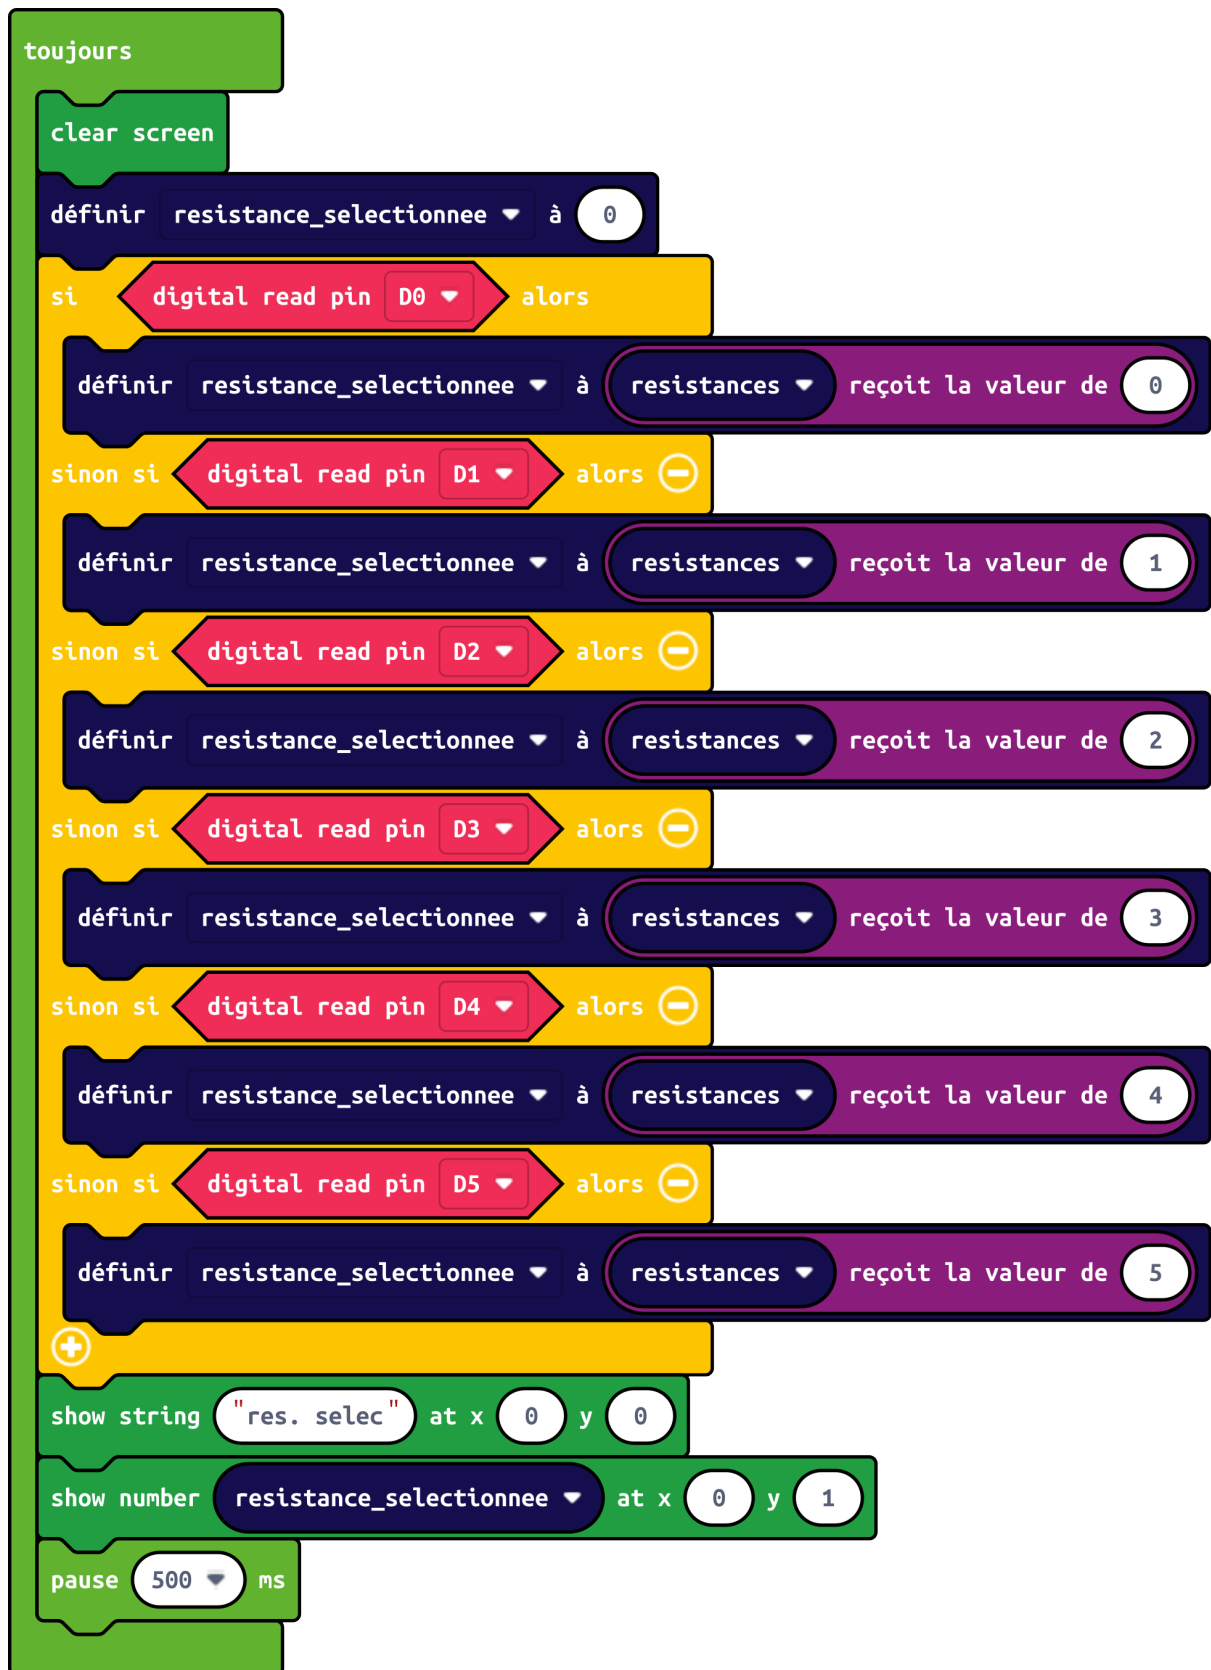 toujours
clear screen
définir resistance_selectionnee à 0
si digital read pin D0 alors
définir resistance_selectionnee à resistances reçoit la valeur de 0
sinon si digital read pin D1 alors
définir resistance_selectionnee à resistances reçoit la valeur de 1
sinon si digital read pin D2 alors
définir resistance_selectionnee à resistances reçoit la valeur de 2
sinon si digital read pin D3 alors
définir resistance_selectionnee à resistances reçoit la valeur de 3
sinon si digital read pin D4 alors
définir resistance_selectionnee à resistances reçoit la valeur de 4
sinon si digital read pin D5 alors
définir resistance_selectionnee à resistances reçoit la valeur de 5
show string "res. selec" at x 0 y 0
show number resistance_selectionnee at x 0 y 1
pause 500 ms